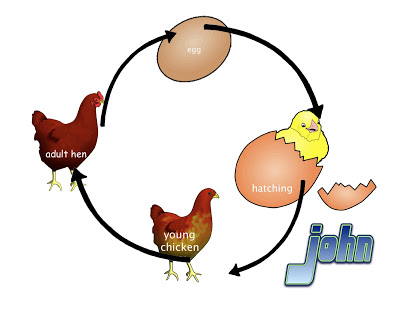 egg
hatching
young
chicken
adult hen
john